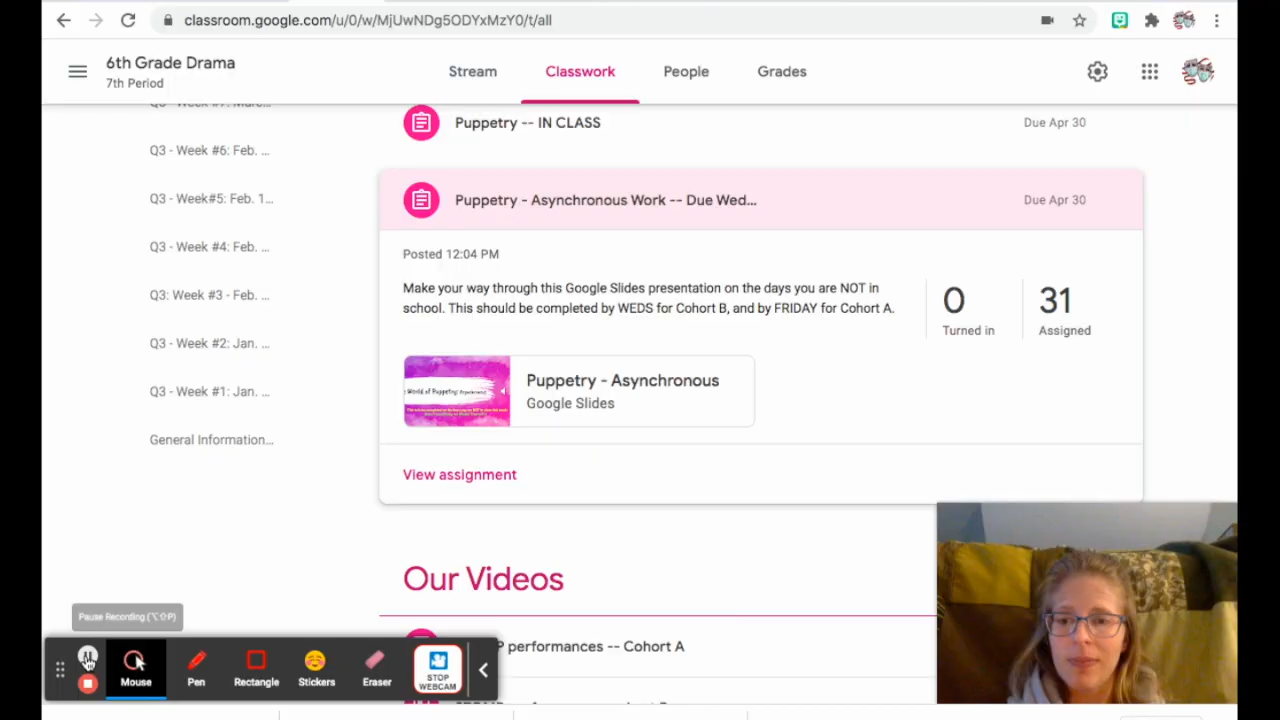 classroom.google.com/u/0/w/MjUwNDg5ODYxMzY0/t/all
6th Grade Drama
7th Period
Stream
Classwork
People
Grades
Q3 - Week #6: Feb. ...
Q3 - Week#5: Feb. 1...
Q3 - Week #4: Feb. ...
Q3: Week #3 - Feb. ...
Q3 - Week #2: Jan. ...
Q3 - Week #1: Jan. ...
General Information...
Puppetry -- IN CLASS
Due Apr 30
Puppetry - Asynchronous Work -- Due Wed...
Due Apr 30
Posted 12:04 PM
Make your way through this Google Slides presentation on the days you are NOT in
school. This should be completed by WEDS for Cohort B, and by FRIDAY for Cohort A.
0
Turned in
31
Assigned
World of Puppetry:
Puppetry - Asynchronous
Google Slides
View assignment
Our Videos
P performances -- Cohort A
Pause Recording (⌥⇧P)
Mouse
Pen
Rectangle
Stickers
Eraser
STOP
WEBCAM